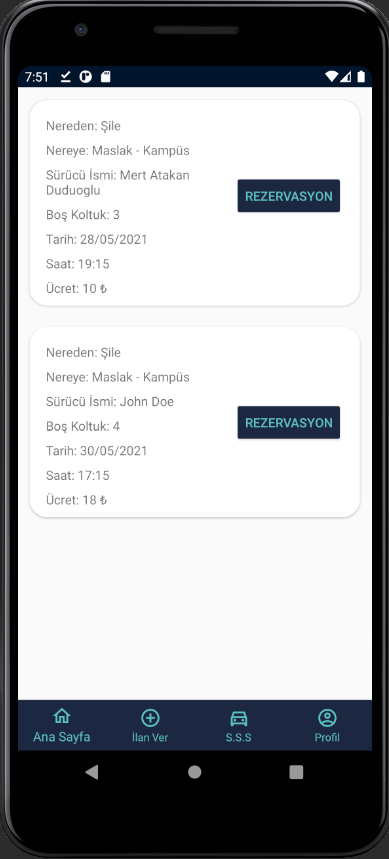 7:51
Nereden: Şile
Nereye: Maslak - Kampüs
Sürücü İsmi: Mert Atakan
Duduoglu
Boş Koltuk: 3
Tarih: 28/05/2021
Saat: 19:15
Ücret: 10 ₺
REZERVASYON
Nereden: Şile
Nereye: Maslak - Kampüs
Sürücü İsmi: John Doe
Boş Koltuk: 4
Tarih: 30/05/2021
Saat: 17:15
Ücret: 18 ₺
REZERVASYON
Ana Sayfa
İlan Ver
S.S.S
Profil